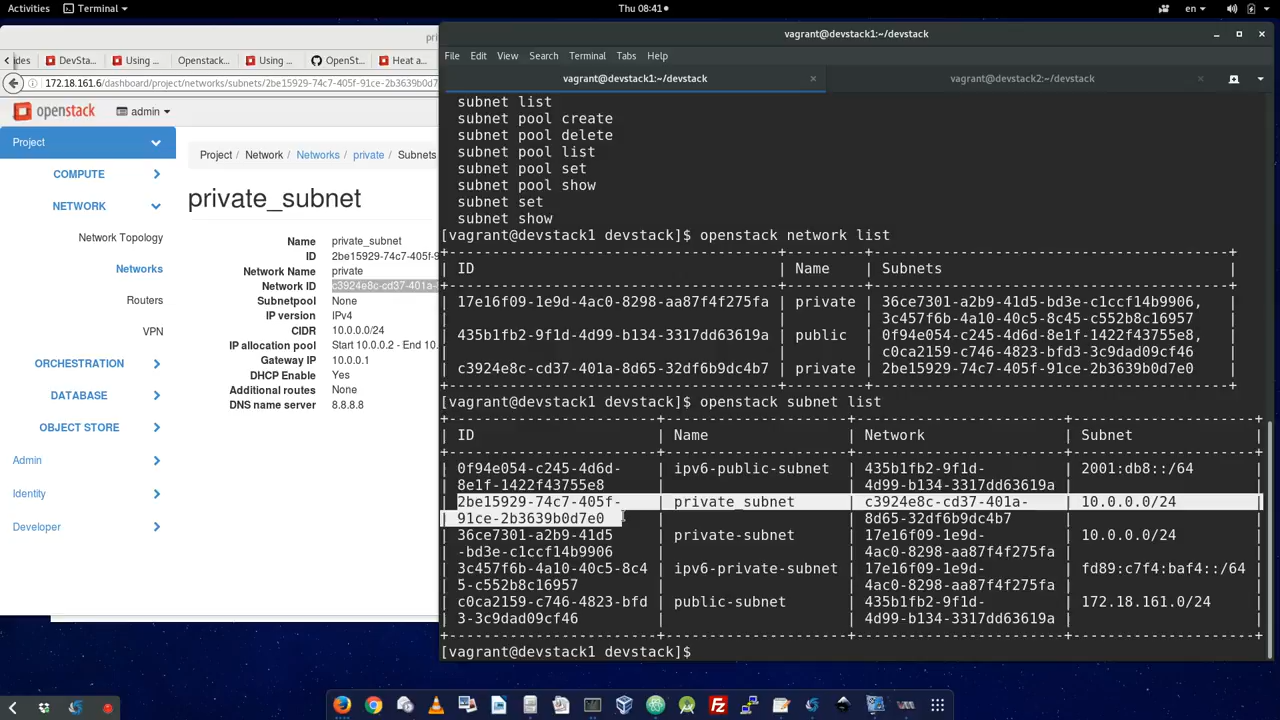 Activities Terminal Thu 08:41 en
pri
vagrant@devstack1:~/devstack
File Edit View Search Terminal Tabs Help
des DevSta... Using ... Openstack... Using ... OpenSt... Heat a...
vagrant@devstack1:~/devstack
vagrant@devstack2:~/devstack
172.18.161.6/dashboard/project/networks/subnets/2be15929-74c7-405f-91ce-2b3639b0d7e0
openstack admin
Project
COMPUTE
NETWORK
Network Topology
Networks
Routers
VPN
ORCHESTRATION
DATABASE
OBJECT STORE
Admin
Identity
Developer
Project / Network / Networks / private / Subnets
private_subnet
Name private_subnet
ID 2be15929-74c7-405f-9
Network Name private
Network ID c3924e8c-cd37-401a-
Subnetpool None
IP version IPv4
CIDR 10.0.0.0/24
IP allocation pool Start 10.0.0.2 - End 10.
Gateway IP 10.0.0.1
DHCP Enable Yes
Additional routes None
DNS name server 8.8.8.8
subnet list
subnet pool create
subnet pool delete
subnet pool list
subnet pool set
subnet pool show
subnet set
subnet show
[vagrant@devstack1 devstack]$ openstack network list
| ID | Name | Subnets |
| 17e16f09-1e9d-4ac0-8298-aa87f4f275fa | private | 36ce7301-a2b9-41d5-bd3e-c1ccf14b9906, |
| | | 3c457f6b-4a10-40c5-8c45-c552b8c16957 |
| 435b1fb2-9f1d-4d99-b134-3317dd63619a | public | 0f94e054-c245-4d6d-8e1f-1422f43755e8, |
| | | c0ca2159-c746-4823-bfd3-3c9dad09cf46 |
| c3924e8c-cd37-401a-8d65-32df6b9dc4b7 | private | 2be15929-74c7-405f-91ce-2b3639b0d7e0 |
[vagrant@devstack1 devstack]$ openstack subnet list
| ID | Name | Network | Subnet |
| 0f94e054-c245-4d6d- | ipv6-public-subnet | 435b1fb2-9f1d- | 2001:db8::/64 |
| 8e1f-1422f43755e8 | | 4d99-b134-3317dd63619a | |
| 2be15929-74c7-405f- | private_subnet | c3924e8c-cd37-401a- | 10.0.0.0/24 |
| 91ce-2b3639b0d7e0 | | 8d65-32df6b9dc4b7 | |
| 36ce7301-a2b9-41d5 | private-subnet | 17e16f09-1e9d- | 10.0.0.0/24 |
| -bd3e-c1ccf14b9906 | | 4ac0-8298-aa87f4f275fa | |
| 3c457f6b-4a10-40c5-8c4 | ipv6-private-subnet | 17e16f09-1e9d- | fd89:c7f4:baf4::/64 |
| 5-c552b8c16957 | | 4ac0-8298-aa87f4f275fa | |
| c0ca2159-c746-4823-bfd | public-subnet | 435b1fb2-9f1d- | 172.18.161.0/24 |
| 3-3c9dad09cf46 | | 4d99-b134-3317dd63619a | |
[vagrant@devstack1 devstack]$